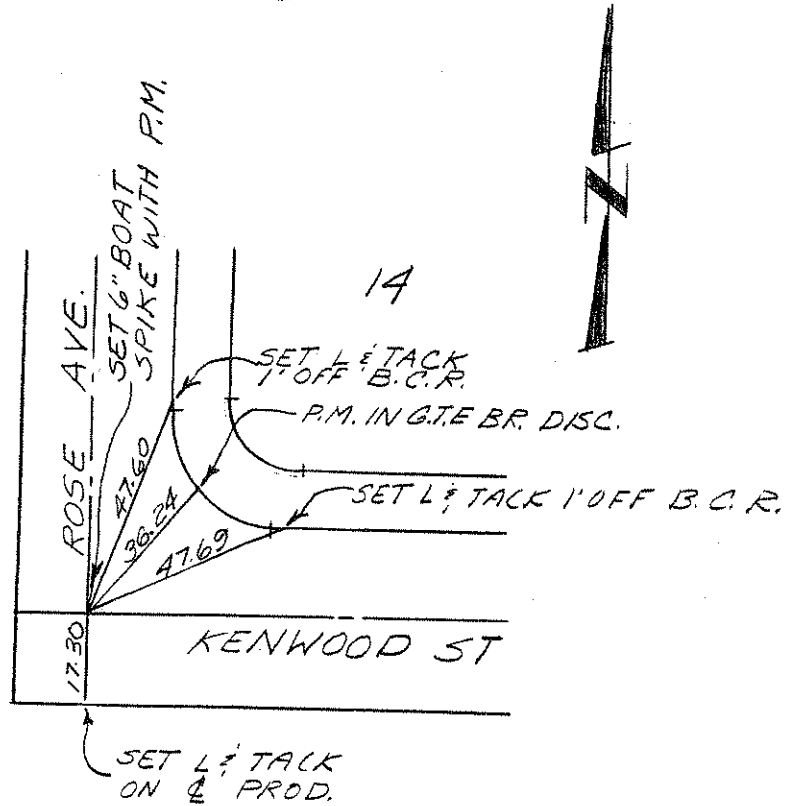 SET 6" BOAT
SPIKE WITH P.M.
ROSE AVE.
14
SET L & TACK
1' OFF B.C.R.
P.M. IN G.T.E BR. DISC.
SET L & TACK 1' OFF B.C.R.
47.60
36.24
47.69
KENWOOD ST
17.30
SET L & TACK
ON ℄ PROD.
N